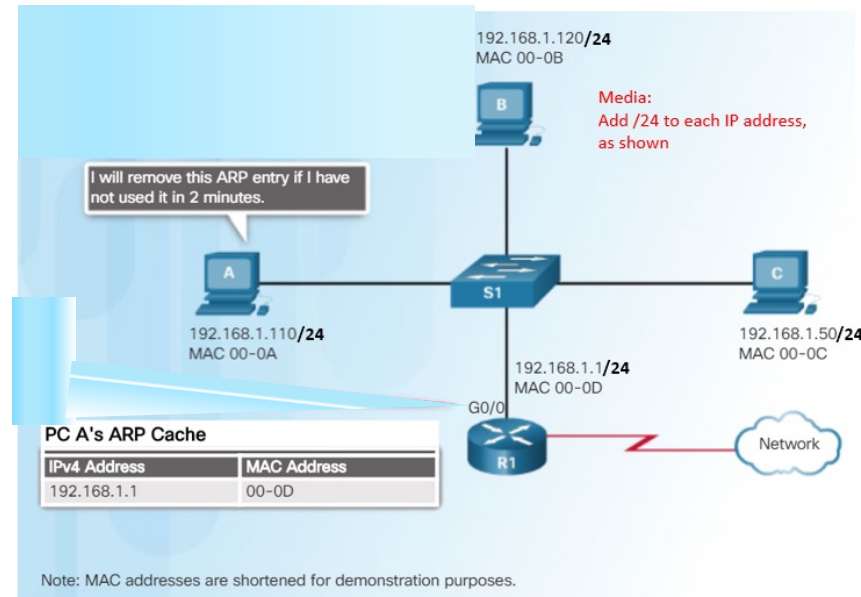 192.168.1.120/24
MAC 00-0B
B
Media:
Add /24 to each IP address,
as shown
I will remove this ARP entry if I have
not used it in 2 minutes.
A
S1
C
192.168.1.110/24
MAC 00-0A
192.168.1.50/24
MAC 00-0C
192.168.1.1/24
MAC 00-0D
G0/0
R1
Network
PC A's ARP Cache
IPv4 Address MAC Address
192.168.1.1 00-0D
Note: MAC addresses are shortened for demonstration purposes.